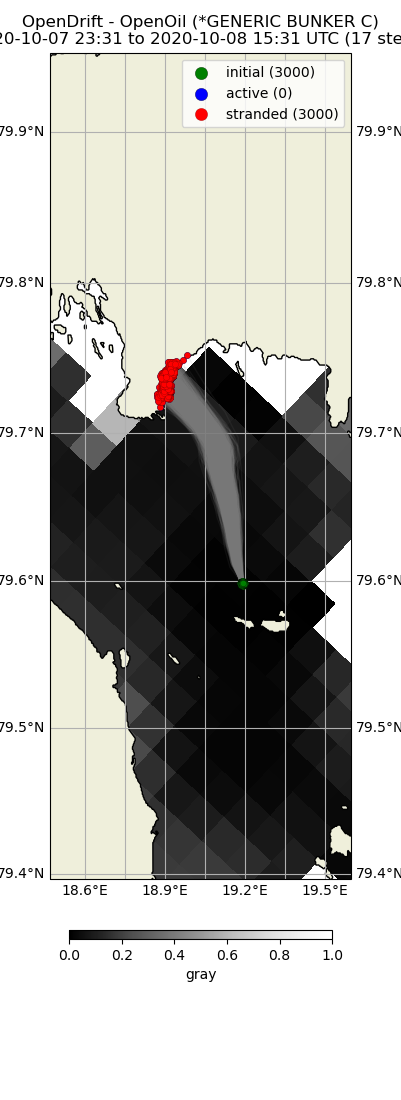 OpenDrift - OpenOil (*GENERIC BUNKER C)
20-10-07 23:31 to 2020-10-08 15:31 UTC (17 ste
initial (3000)
active (0)
stranded (3000)
79.9°N 79.9°N
79.8°N 79.8°N
79.7°N 79.7°N
79.6°N 79.6°N
79.5°N 79.5°N
79.4°N 79.4°N
18.6°E 18.9°E 19.2°E 19.5°E
0.0 0.2 0.4 0.6 0.8 1.0
gray